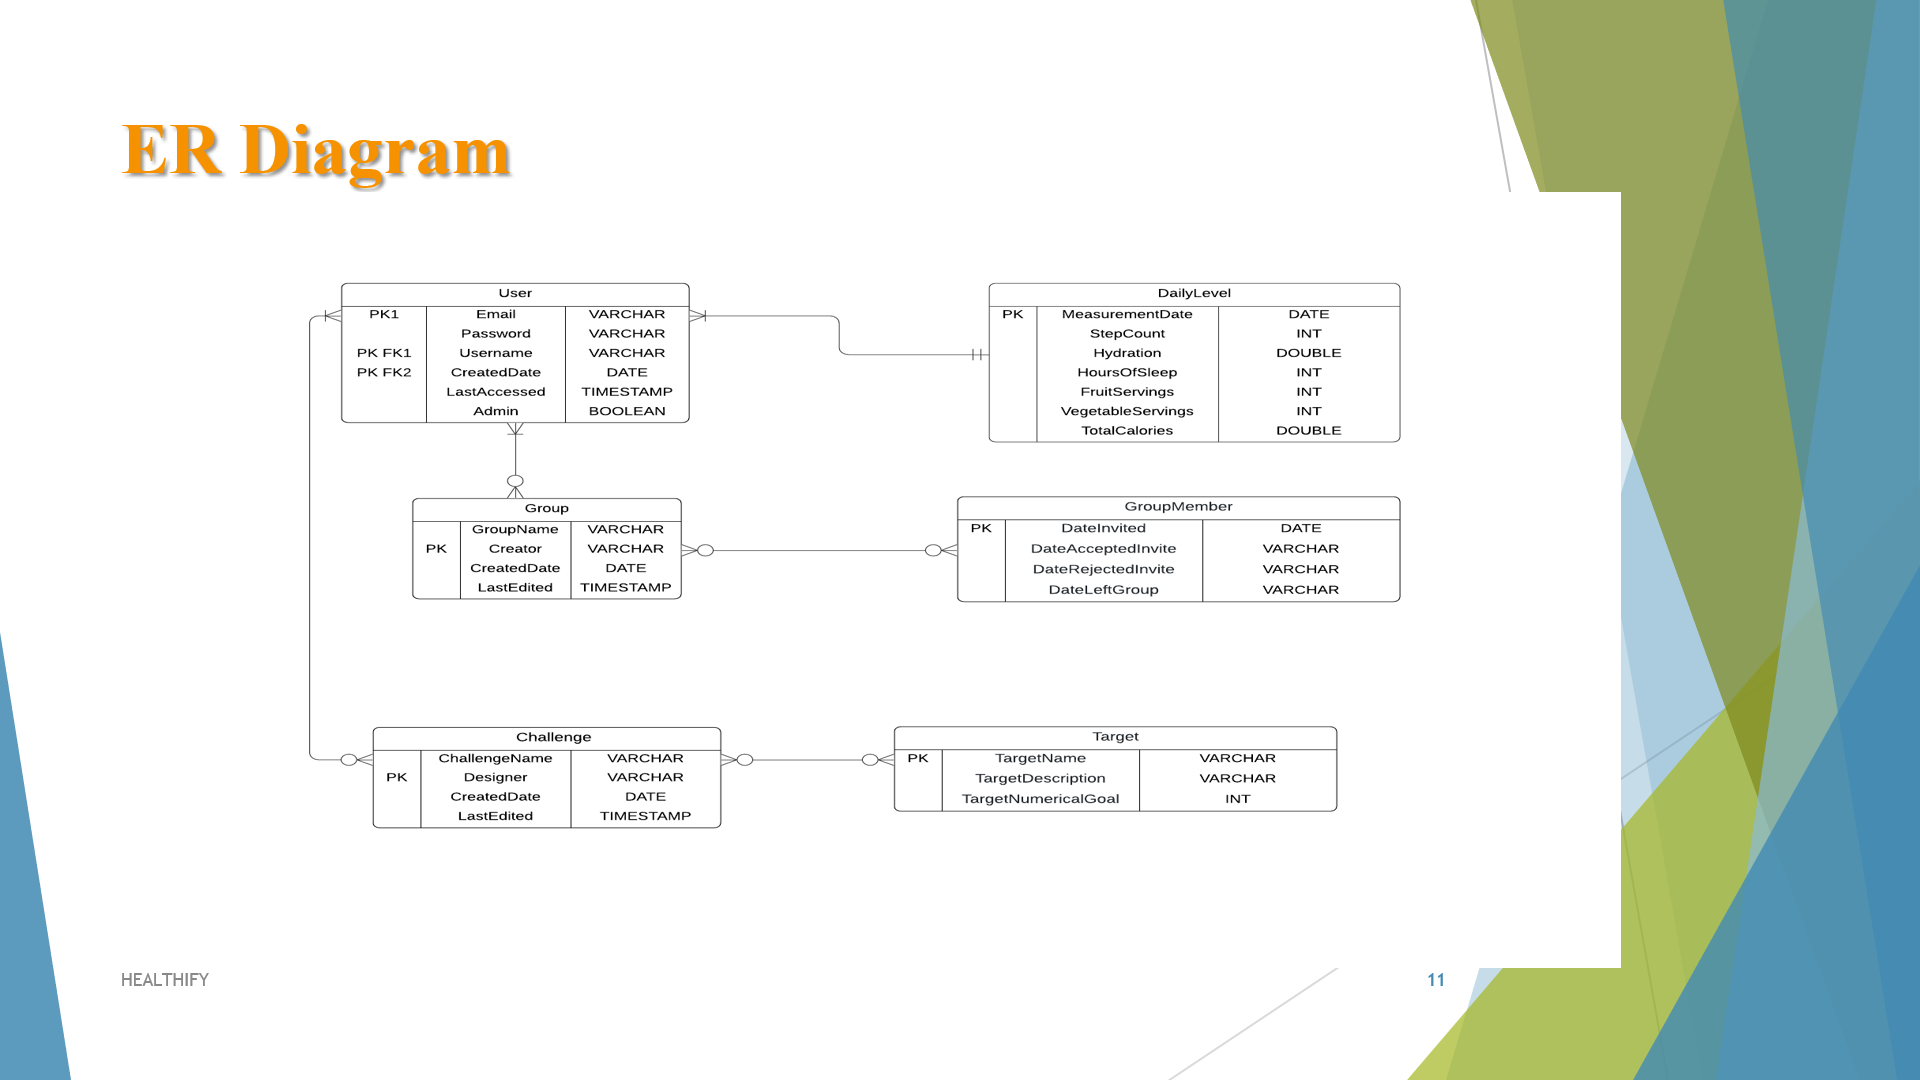 ER Diagram
User
PK1 Email VARCHAR
Password VARCHAR
PK FK1 Username VARCHAR
PK FK2 CreatedDate DATE
LastAccessed TIMESTAMP
Admin BOOLEAN
DailyLevel
PK MeasurementDate DATE
StepCount INT
Hydration DOUBLE
HoursOfSleep INT
FruitServings INT
VegetableServings INT
TotalCalories DOUBLE
Group
GroupName VARCHAR
PK Creator VARCHAR
CreatedDate DATE
LastEdited TIMESTAMP
GroupMember
PK DateInvited DATE
DateAcceptedInvite VARCHAR
DateRejectedInvite VARCHAR
DateLeftGroup VARCHAR
Challenge
ChallengeName VARCHAR
PK Designer VARCHAR
CreatedDate DATE
LastEdited TIMESTAMP
Target
PK TargetName VARCHAR
TargetDescription VARCHAR
TargetNumericalGoal INT
HEALTHIFY
11